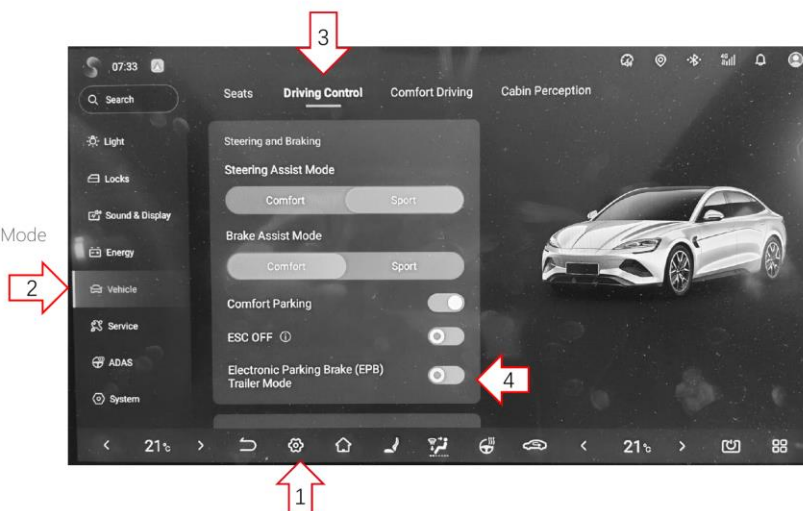 3
07:33
4G
Search
Seats Driving Control Comfort Driving Cabin Perception
Light
Steering and Braking
Steering Assist Mode
Locks
Comfort Sport
Sound & Display
Mode
Brake Assist Mode
Energy
Comfort Sport
2
Vehicle
Comfort Parking
Service
ESC OFF
ADAS
Electronic Parking Brake (EPB)
Trailer Mode
4
System
21°c
21°c
1